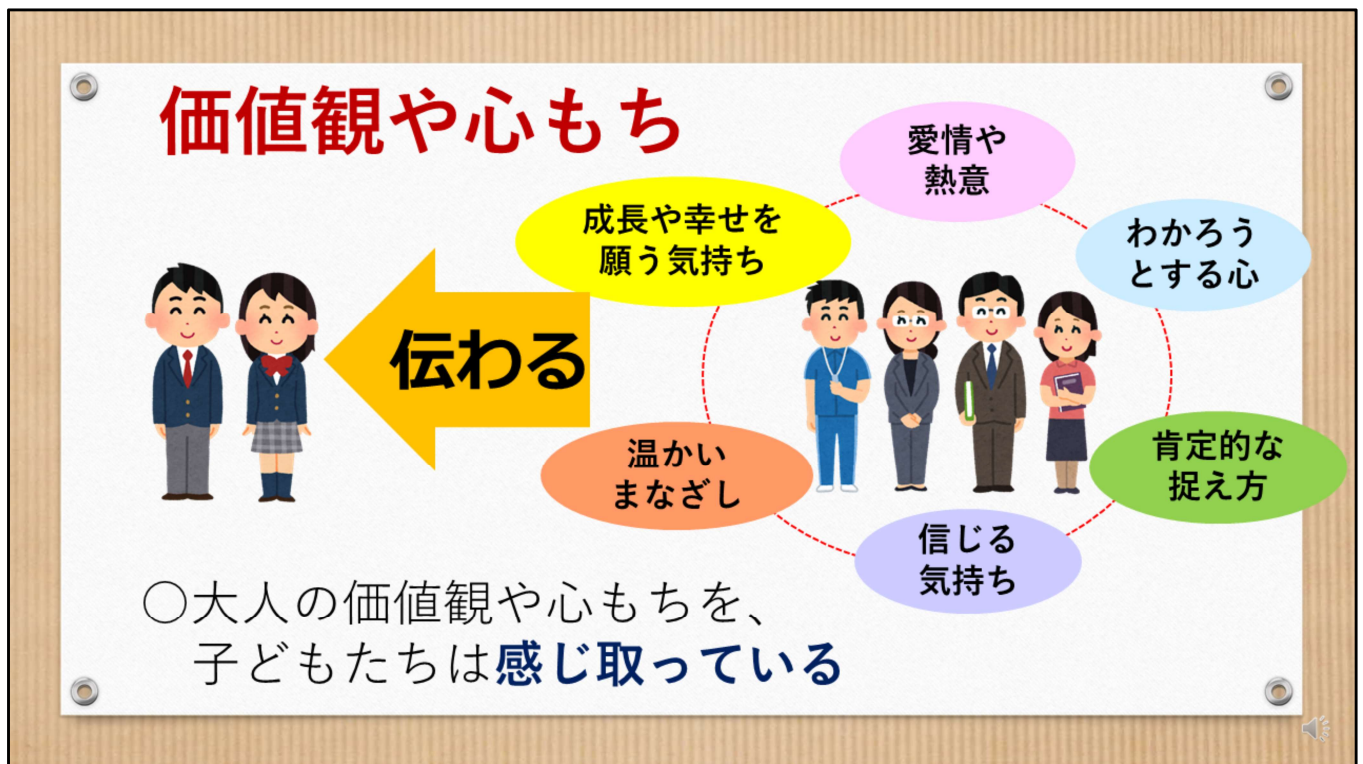 価値観や心もち
愛情や
熱意
成長や幸せを
願う気持ち
わかろう
とする心
伝わる
温かい
まなざし
肯定的な
捉え方
信じる
気持ち
○大人の価値観や心もちを、
子どもたちは感じ取っている